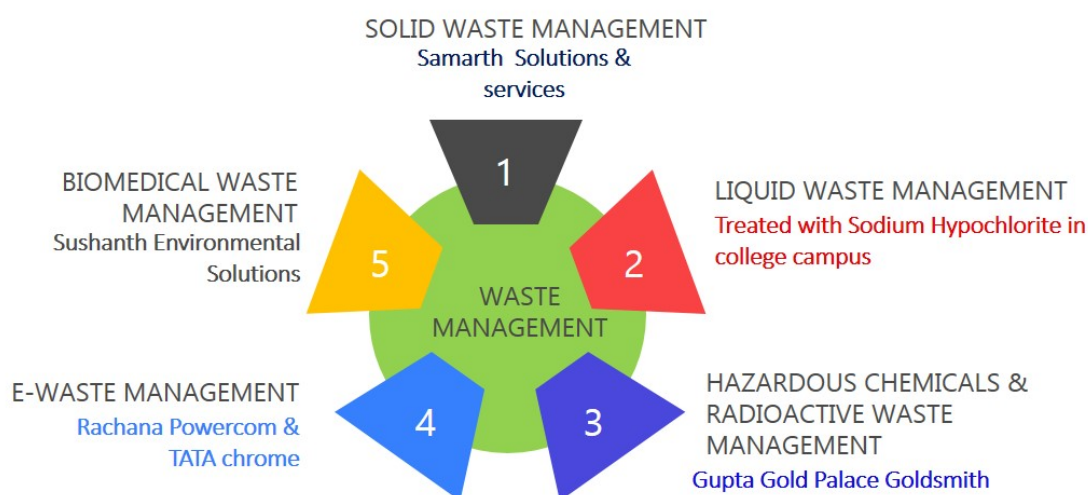 SOLID WASTE MANAGEMENT
Samarth Solutions &
services
1
LIQUID WASTE MANAGEMENT
Treated with Sodium Hypochlorite in
college campus
2
HAZARDOUS CHEMICALS &
RADIOACTIVE WASTE
MANAGEMENT
Gupta Gold Palace Goldsmith
3
E-WASTE MANAGEMENT
Rachana Powercom &
TATA chrome
4
BIOMEDICAL WASTE
MANAGEMENT
Sushanth Environmental
Solutions
5
WASTE
MANAGEMENT